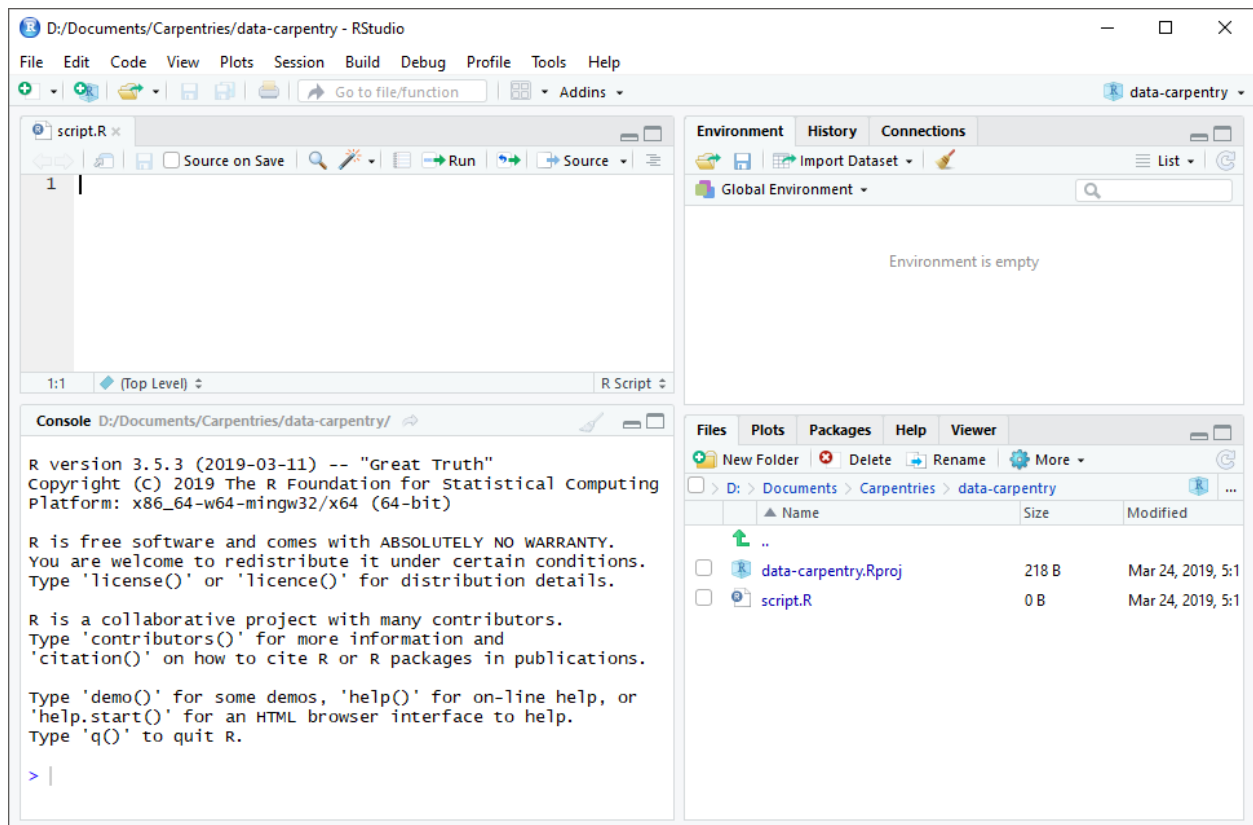 D:/Documents/Carpentries/data-carpentry - RStudio
File Edit Code View Plots Session Build Debug Profile Tools Help
Go to file/function Addins data-carpentry
script.R
Source on Save Run Source
1
1:1 (Top Level) R Script
Console D:/Documents/Carpentries/data-carpentry/
R version 3.5.3 (2019-03-11) -- "Great Truth"
Copyright (C) 2019 The R Foundation for Statistical Computing
Platform: x86_64-w64-mingw32/x64 (64-bit)
R is free software and comes with ABSOLUTELY NO WARRANTY.
You are welcome to redistribute it under certain conditions.
Type 'license()' or 'licence()' for distribution details.
R is a collaborative project with many contributors.
Type 'contributors()' for more information and
'citation()' on how to cite R or R packages in publications.
Type 'demo()' for some demos, 'help()' for on-line help, or
'help.start()' for an HTML browser interface to help.
Type 'q()' to quit R.
>
Environment History Connections
Import Dataset List
Global Environment
Environment is empty
Files Plots Packages Help Viewer
New Folder Delete Rename More
D: > Documents > Carpentries > data-carpentry ...
Name Size Modified
..
data-carpentry.Rproj 218 B Mar 24, 2019, 5:1
script.R 0 B Mar 24, 2019, 5:1